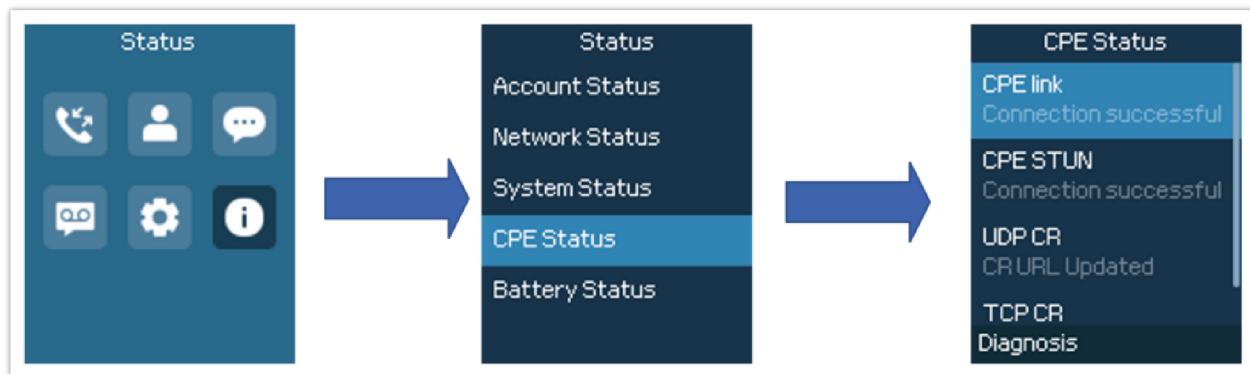 Status
Status
Account Status
Network Status
System Status
CPE Status
Battery Status
CPE Status
CPE link
Connection successful
CPE STUN
Connection successful
UDP CR
CR URL Updated
TCP CR
Diagnosis